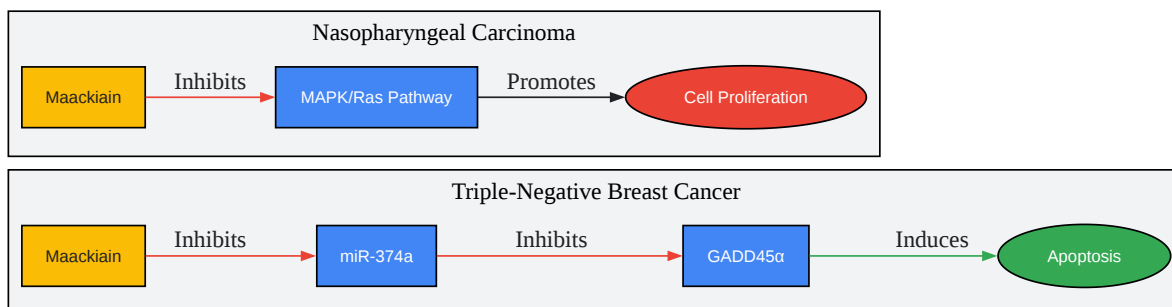 Nasopharyngeal Carcinoma
Maackiain
Inhibits
MAPK/Ras Pathway
Promotes
Cell Proliferation
Triple-Negative Breast Cancer
Maackiain
Inhibits
miR-374a
Inhibits
GADD45α
Induces
Apoptosis